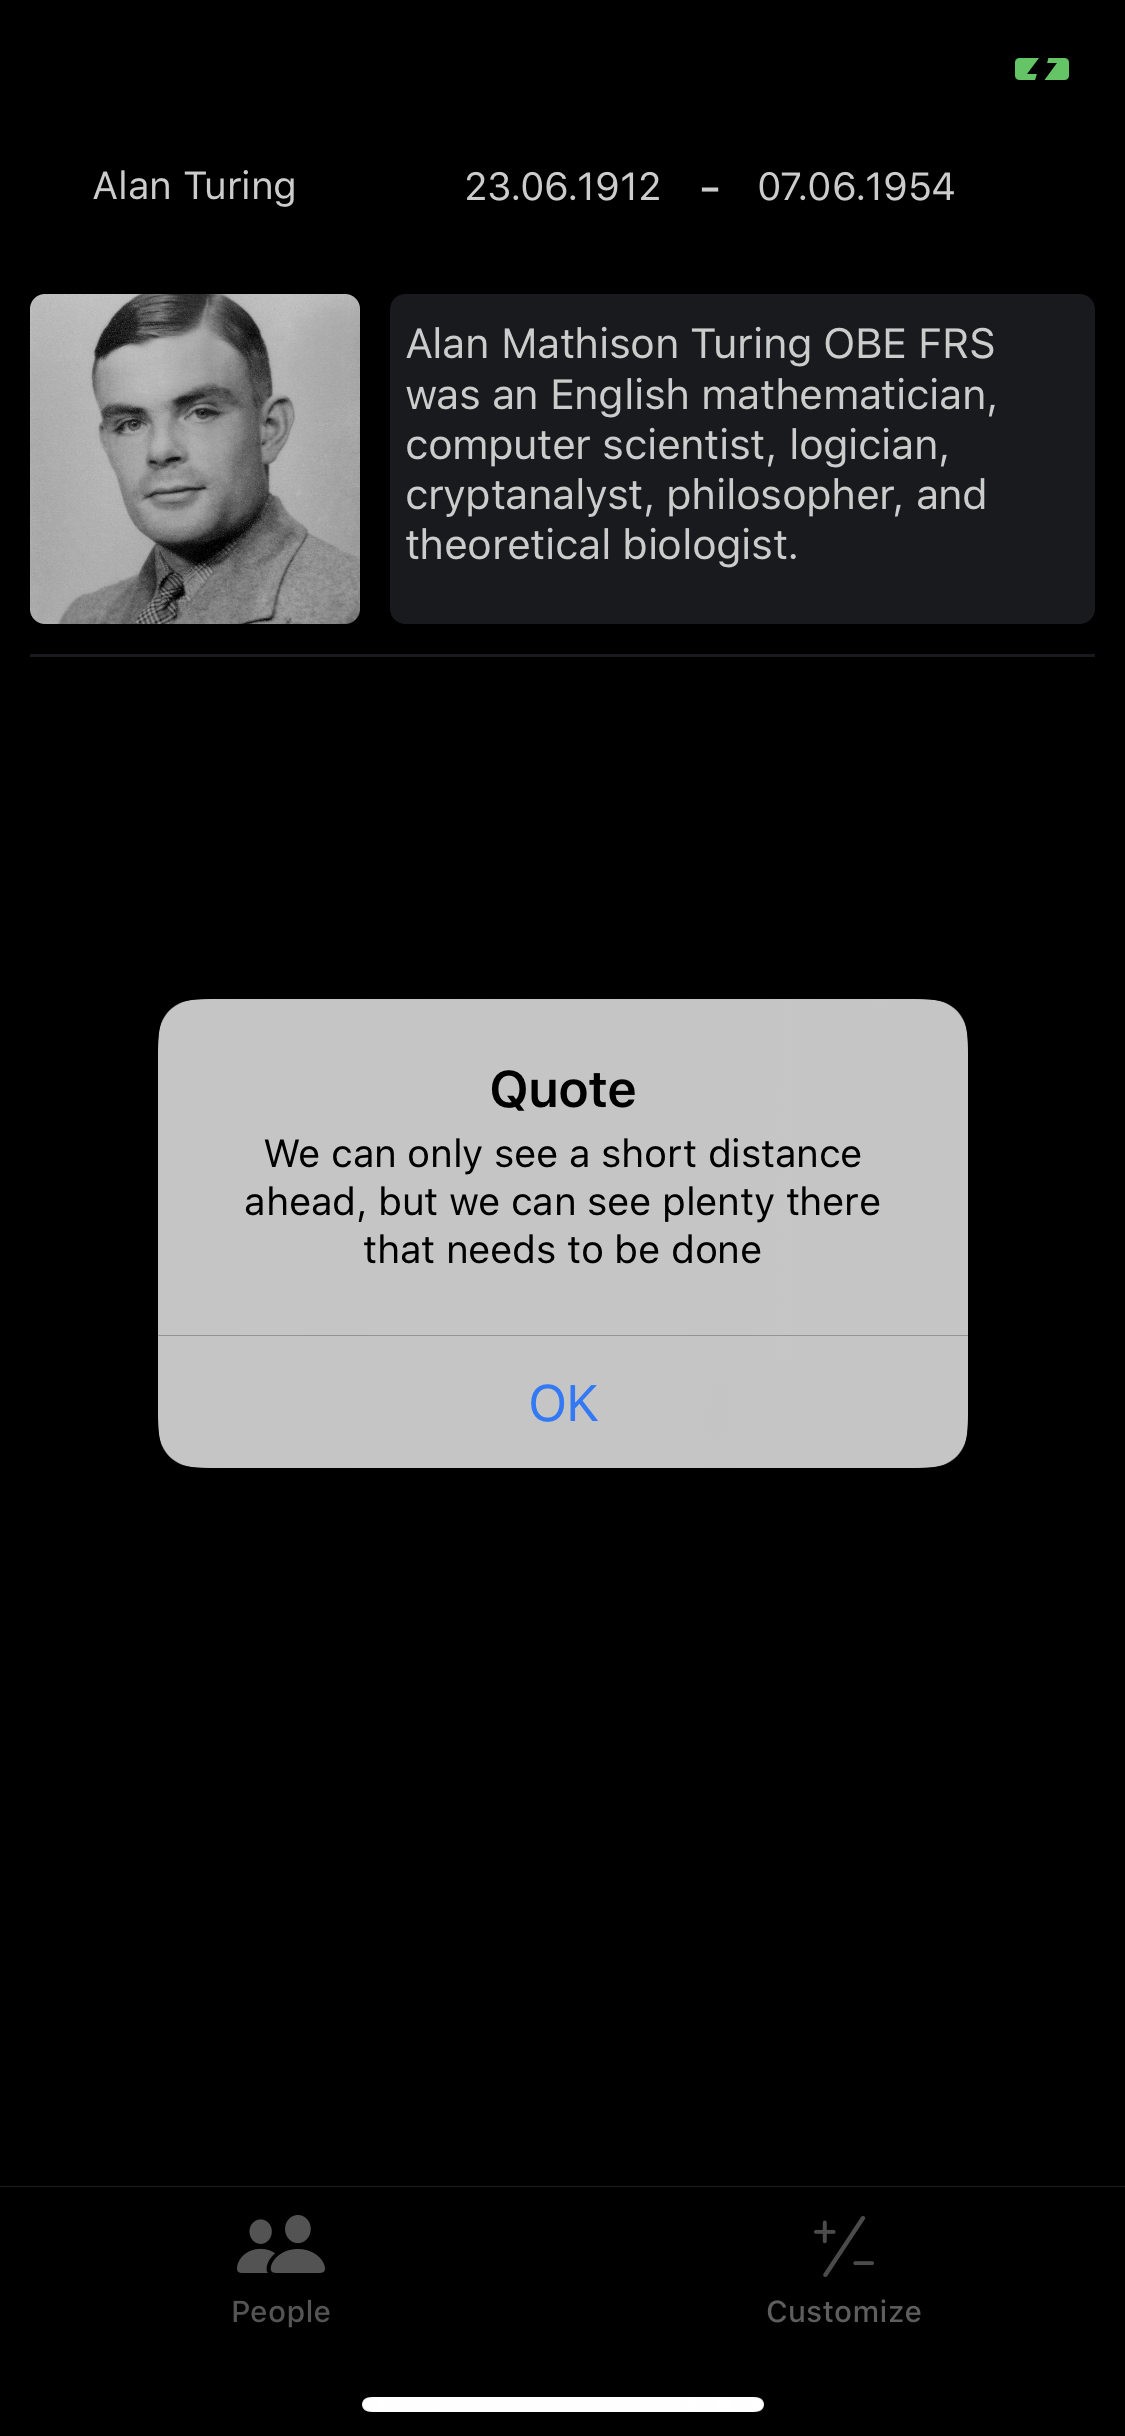 Alan Turing 23.06.1912 - 07.06.1954
Alan Mathison Turing OBE FRS
was an English mathematician,
computer scientist, logician,
cryptanalyst, philosopher, and
theoretical biologist.
Quote
We can only see a short distance
ahead, but we can see plenty there
that needs to be done
OK
People Customize